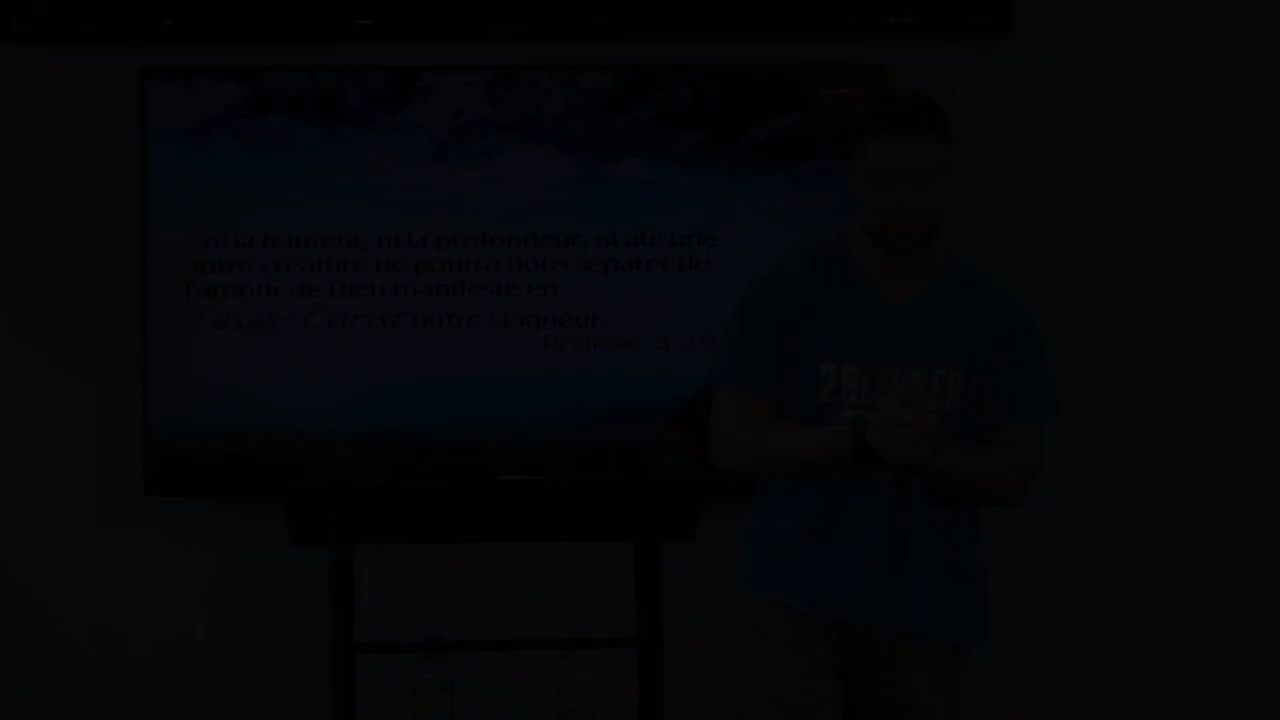 ...ni la hauteur, ni la profondeur, ni aucune
autre créature ne pourra nous séparer de
l'amour de Dieu manifesté en
Jésus-Christ notre Seigneur.
Romains 8:39
2BLESSED